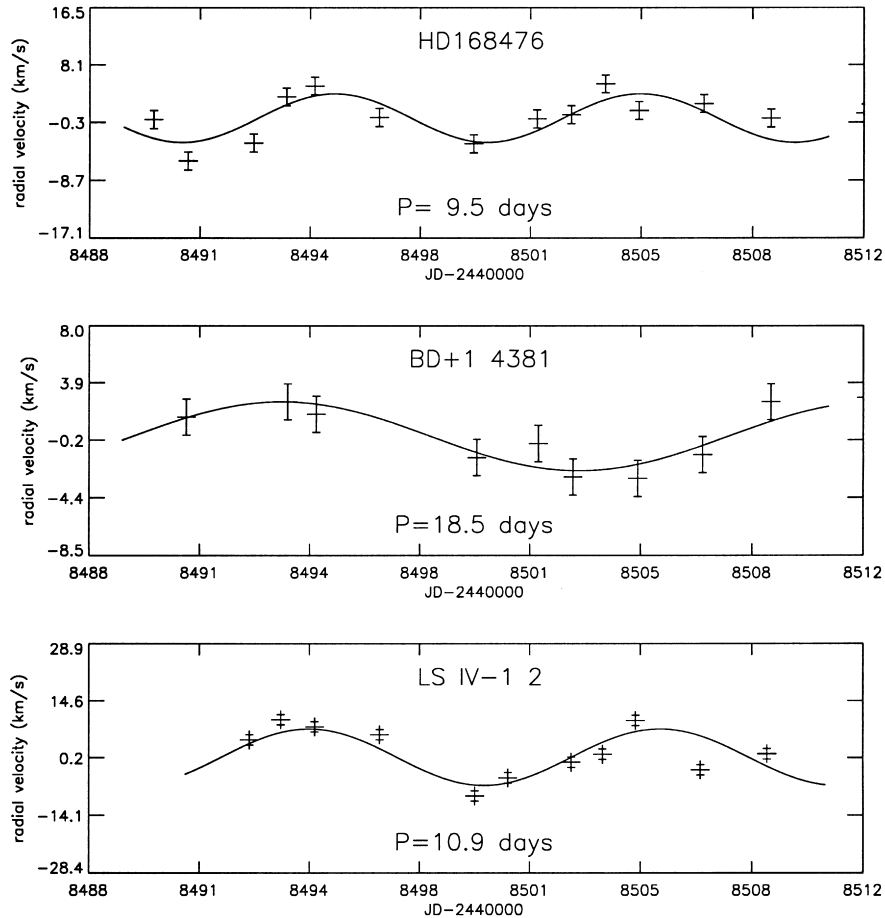 16.5
HD168476
8.1
-0.3
-8.7
P= 9.5 days
-17.1
radial velocity (km/s)
8488 8491 8494 8498 8501 8505 8508 8512
JD-2440000
8.0
BD+1 4381
3.9
-0.2
-4.4
P=18.5 days
-8.5
radial velocity (km/s)
8488 8491 8494 8498 8501 8505 8508 8512
JD-2440000
28.9
LS IV-1 2
14.6
0.2
-14.1
P=10.9 days
-28.4
radial velocity (km/s)
8488 8491 8494 8498 8501 8505 8508 8512
JD-2440000